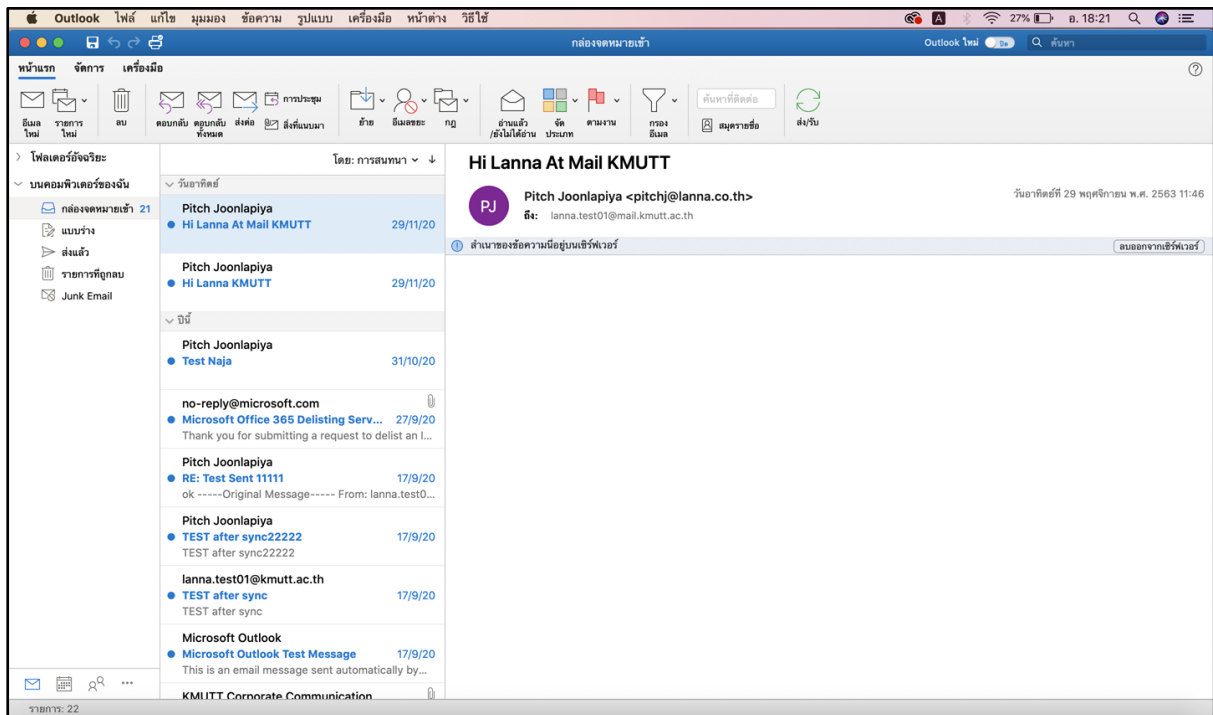 Outlook ไฟล์ แก้ไข มุมมอง ข้อความ รูปแบบ เครื่องมือ หน้าต่าง วิธีใช้ A 27% อ. 18:21
กล่องจดหมายเข้า Outlook ใหม่ ปิด ค้นหา
หน้าแรก จัดการ เครื่องมือ
อีเมลใหม่ รายการใหม่ ลบ ตอบกลับ ตอบกลับทั้งหมด ส่งต่อ การประชุม สิ่งที่แนบมา ย้าย อีเมลขยะ กฎ อ่านแล้ว/ยังไม่ได้อ่าน จัดประเภท ตามงาน กรองอีเมล ค้นหาที่ติดต่อ สมุดรายชื่อ ส่ง/รับ
โฟลเดอร์อัจฉริยะ
บนคอมพิวเตอร์ของฉัน
กล่องจดหมายเข้า 21
แบบร่าง
ส่งแล้ว
รายการที่ถูกลบ
Junk Email
โดย: การสนทนา
วันอาทิตย์
Pitch Joonlapiya
Hi Lanna At Mail KMUTT 29/11/20
Pitch Joonlapiya
Hi Lanna KMUTT 29/11/20
ปีนี้
Pitch Joonlapiya
Test Naja 31/10/20
no-reply@microsoft.com
Microsoft Office 365 Delisting Serv... 27/9/20
Thank you for submitting a request to delist an I...
Pitch Joonlapiya
RE: Test Sent 11111 17/9/20
ok -----Original Message----- From: lanna.test0...
Pitch Joonlapiya
TEST after sync22222 17/9/20
TEST after sync22222
lanna.test01@kmutt.ac.th
TEST after sync 17/9/20
TEST after sync
Microsoft Outlook
Microsoft Outlook Test Message 17/9/20
This is an email message sent automatically by...
KMUTT Corporate Communication
Hi Lanna At Mail KMUTT
PJ
Pitch Joonlapiya <pitchj@lanna.co.th>
วันอาทิตย์ที่ 29 พฤศจิกายน พ.ศ. 2563 11:46
ถึง: lanna.test01@mail.kmutt.ac.th
สำเนาของข้อความนี้อยู่บนเซิร์ฟเวอร์ ลบออกจากเซิร์ฟเวอร์
รายการ: 22